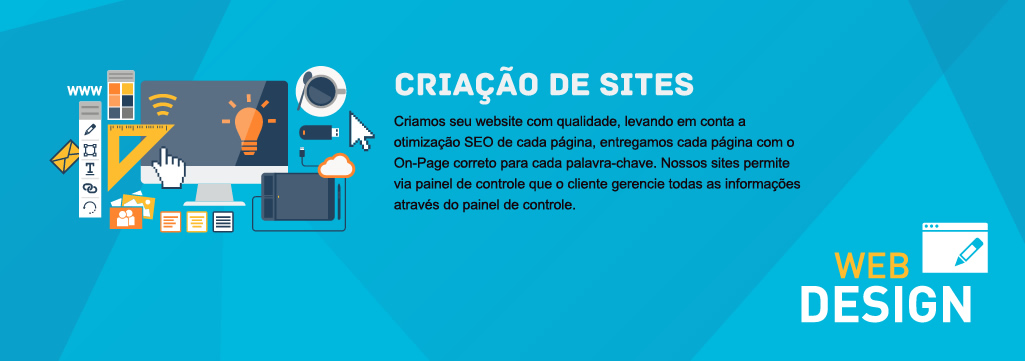 WWW
CRIAÇÃO DE SITES
Criamos seu website com qualidade, levando em conta a
otimização SEO de cada página, entregamos cada página com o
On-Page correto para cada palavra-chave. Nossos sites permite
via painel de controle que o cliente gerencie todas as informações
através do painel de controle.
T
WEB
DESIGN